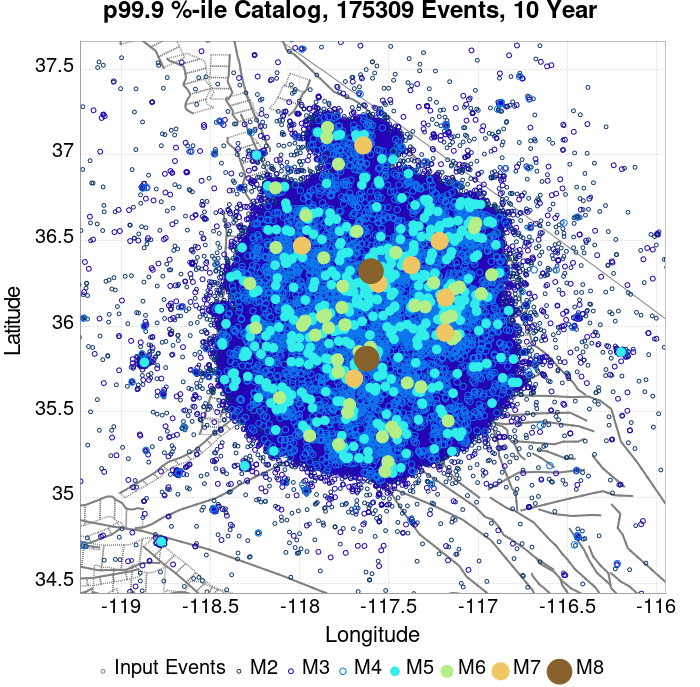 p99.9 %-ile Catalog, 175309 Events, 10 Year
37.5
37
36.5
36
35.5
35
34.5
Latitude
-119 -118.5 -118 -117.5 -117 -116.5 -116
Longitude
Input Events M2 M3 M4 M5 M6 M7 M8